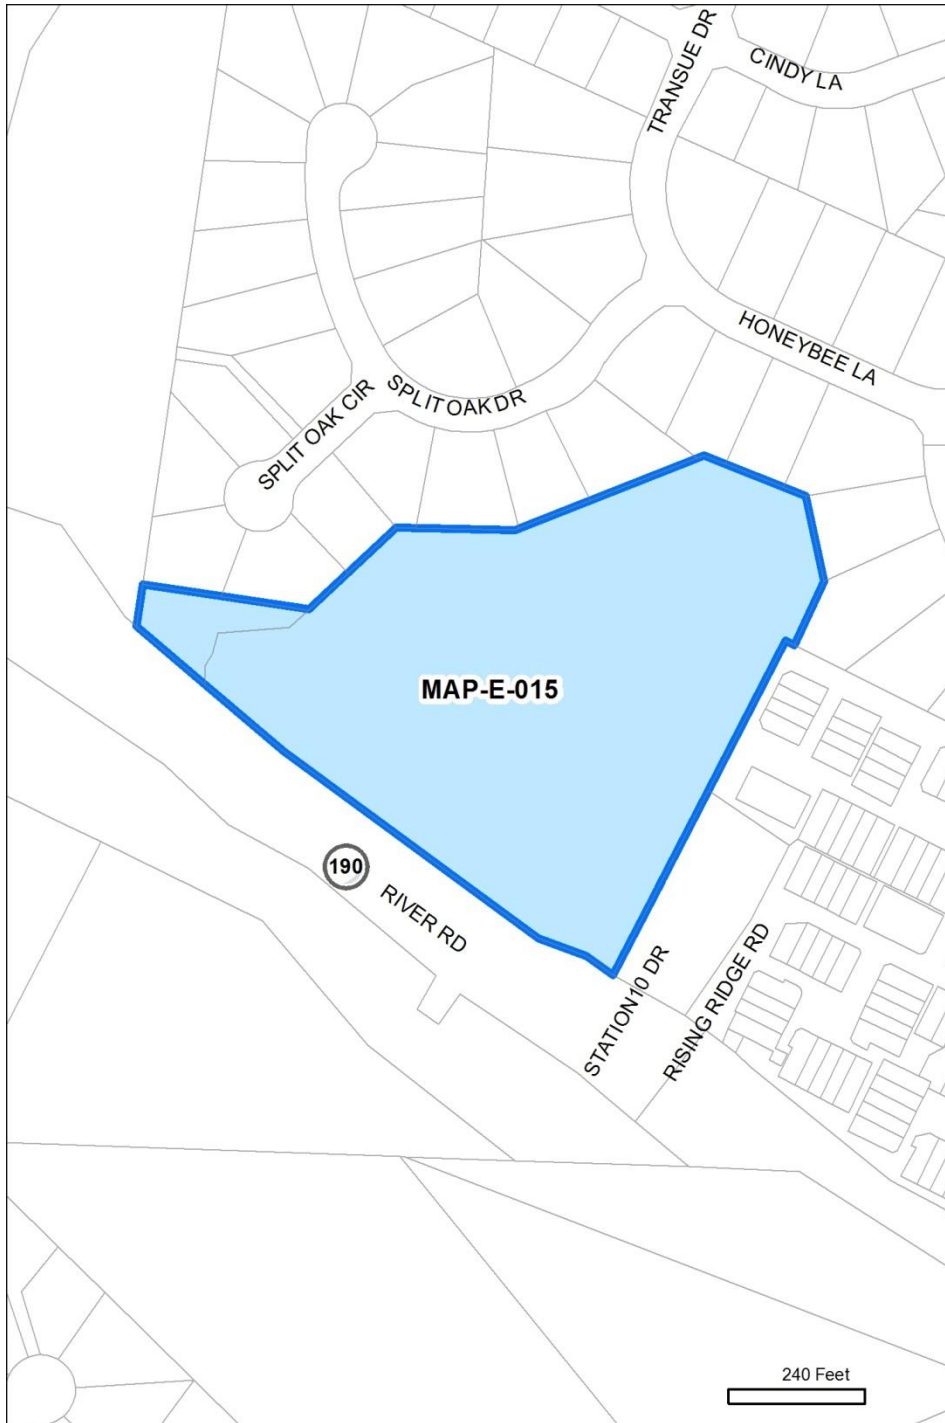 TRANSUE DR
CINDY LA
HONEYBEE LA
SPLIT OAK DR
SPLIT OAK CIR
MAP-E-015
190
RIVER RD
STATION 10 DR
RISING RIDGE RD
240 Feet